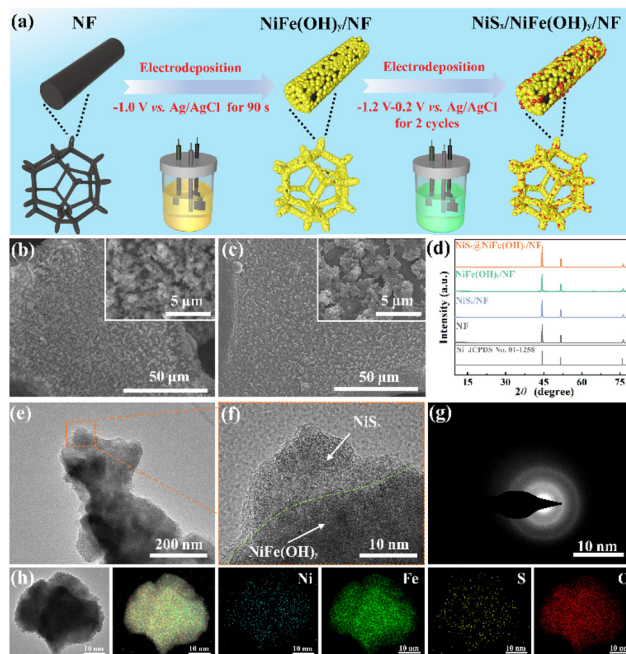 (a)
NF
NiFe(OH)y/NF
NiSx/NiFe(OH)y/NF
Electrodeposition
-1.0 V vs. Ag/AgCl for 90 s
Electrodeposition
-1.2 V-0.2 V vs. Ag/AgCl
for 2 cycles
(b)
5 μm
50 μm
(c)
5 μm
50 μm
(d)
NiSx@NiFe(OH)y/NF
NiFe(OH)y/NF
NiSx/NF
NF
Ni JCPDS No. 01-1258
Intensity (a.u.)
15 30 45 60 75
2θ (degree)
(e)
200 nm
(f)
NiSx
NiFe(OH)y
10 nm
(g)
10 nm
(h)
10 nm
10 nm
Ni
10 nm
Fe
10 nm
S
10 nm
O
10 nm